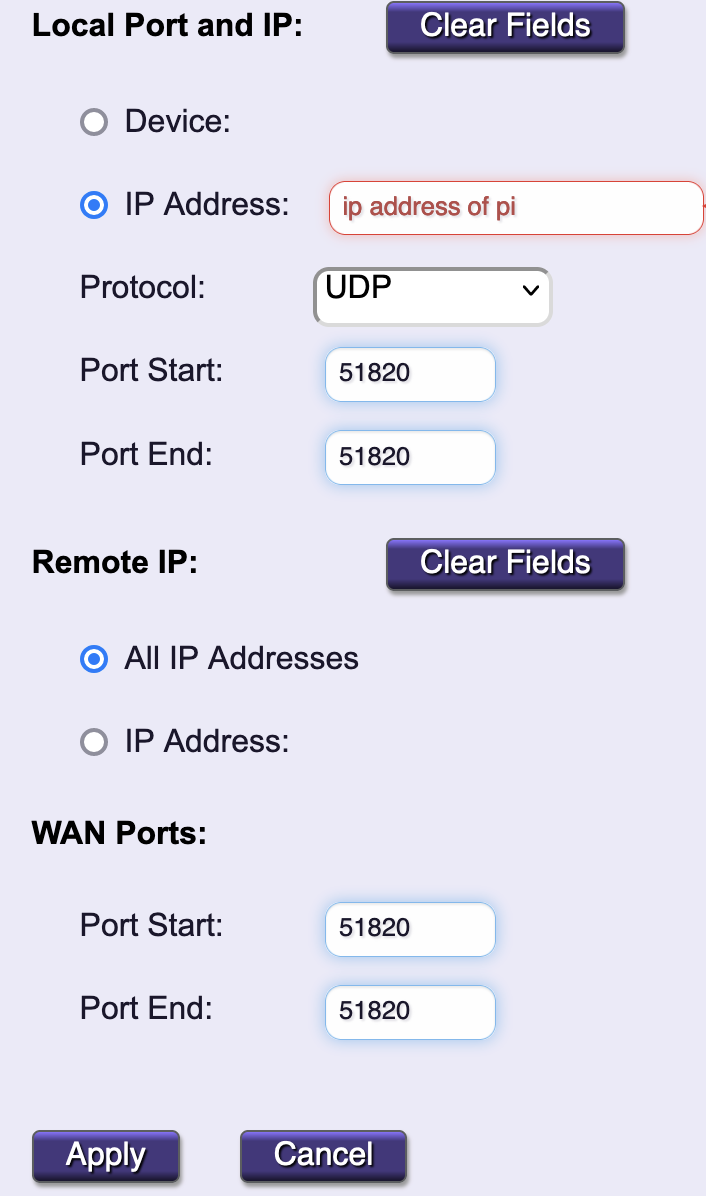 Local Port and IP: Clear Fields
Device:
IP Address: ip address of pi
Protocol: UDP
Port Start: 51820
Port End: 51820
Remote IP: Clear Fields
All IP Addresses
IP Address:
WAN Ports:
Port Start: 51820
Port End: 51820
Apply Cancel